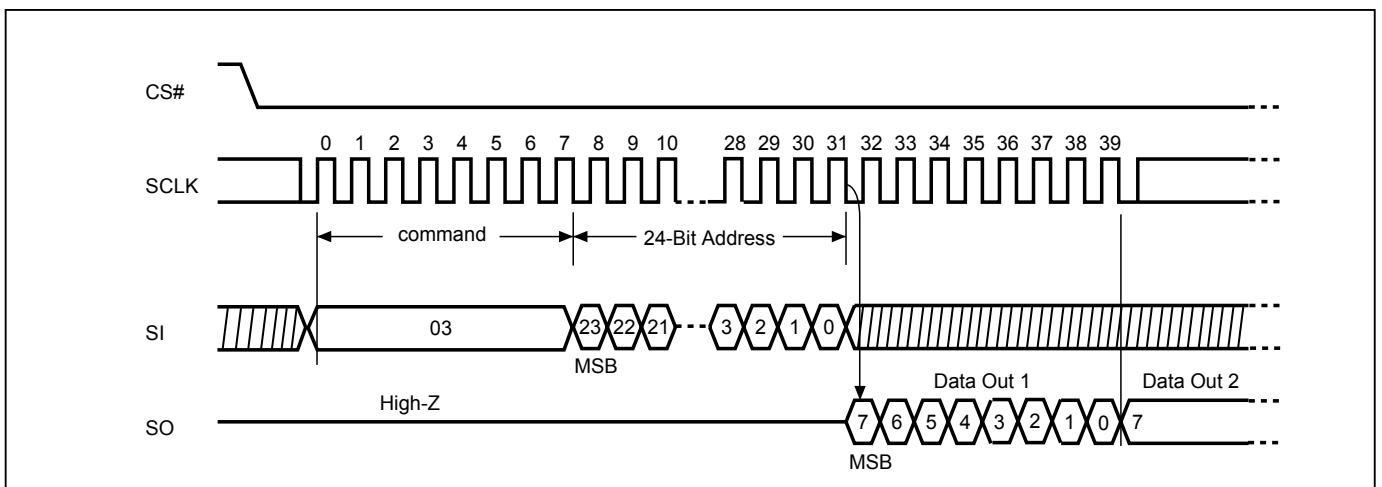 CS#
0 1 2 3 4 5 6 7 8 9 10 28 29 30 31 32 33 34 35 36 37 38 39
SCLK
command 24-Bit Address
SI 03 23 22 21 3 2 1 0
MSB Data Out 1 Data Out 2
High-Z
SO 7 6 5 4 3 2 1 0 7
MSB